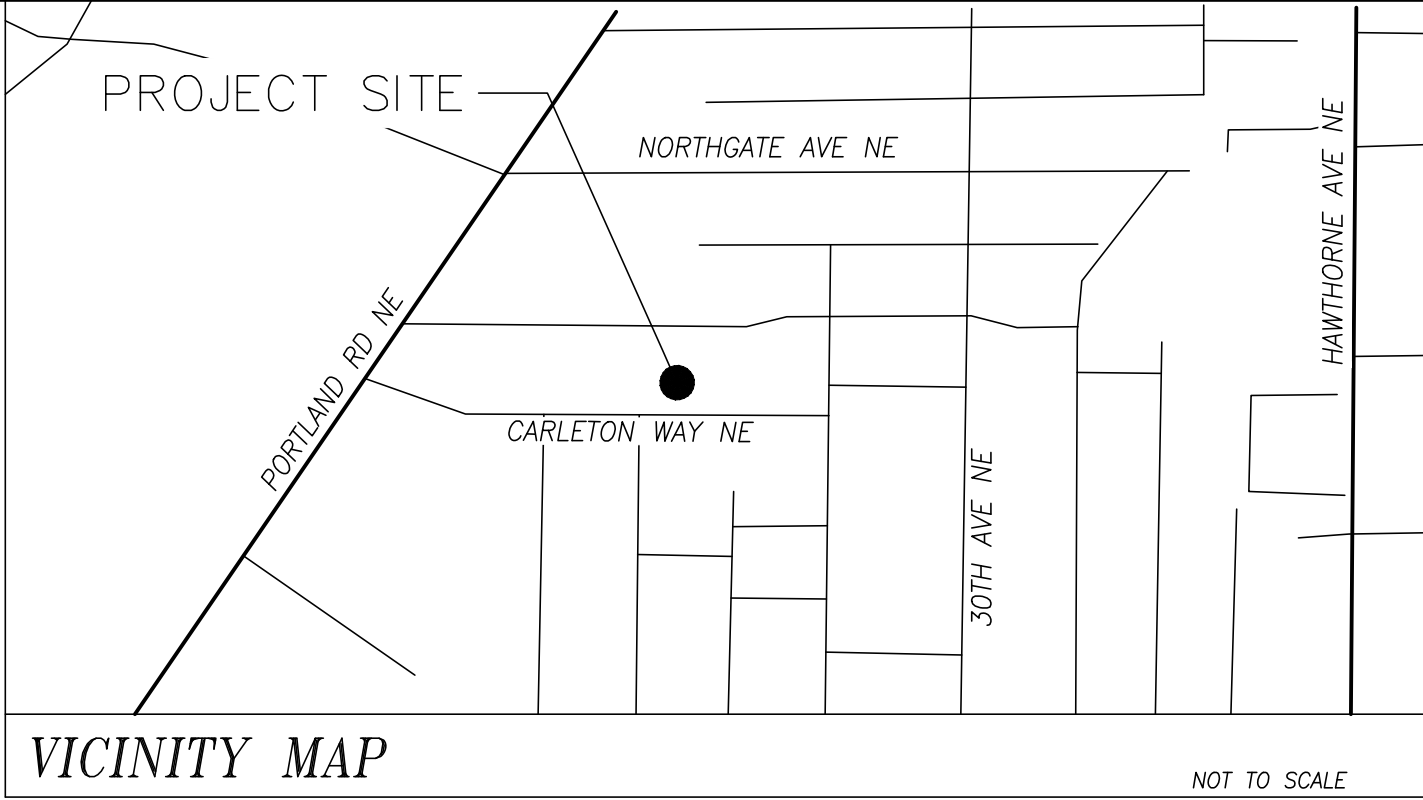 PROJECT SITE
NORTHGATE AVE NE
HAWTHORNE AVE NE
PORTLAND RD NE
CARLETON WAY NE
30TH AVE NE
VICINITY MAP
NOT TO SCALE